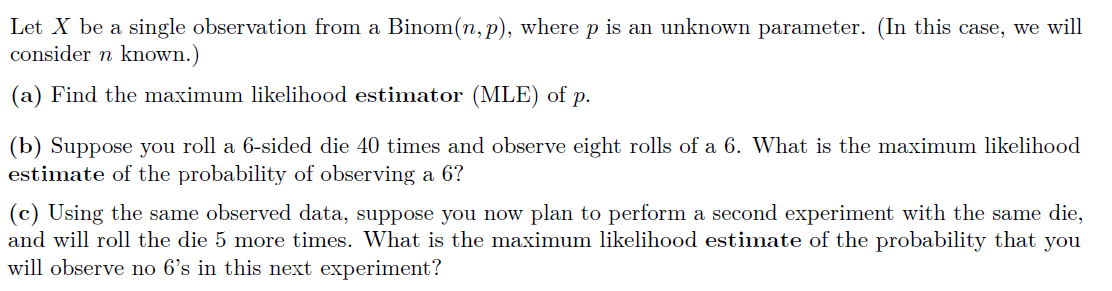 Let X be a single observation from a Binom(n, p), where p is an unknown parameter. (In this case, we will
consider n known.)
(a) Find the maximum likelihood estimator (MLE) of p.
(b) Suppose you roll a 6-sided die 40 times and observe eight rolls of a 6. What is the maximum likelihood
estimate of the probability of observing a 6?
(c) Using the same observed data, suppose you now plan to perform a second experiment with the same die,
and will roll the die 5 more times. What is the maximum likelihood estimate of the probability that you
will observe no 6's in this next experiment?